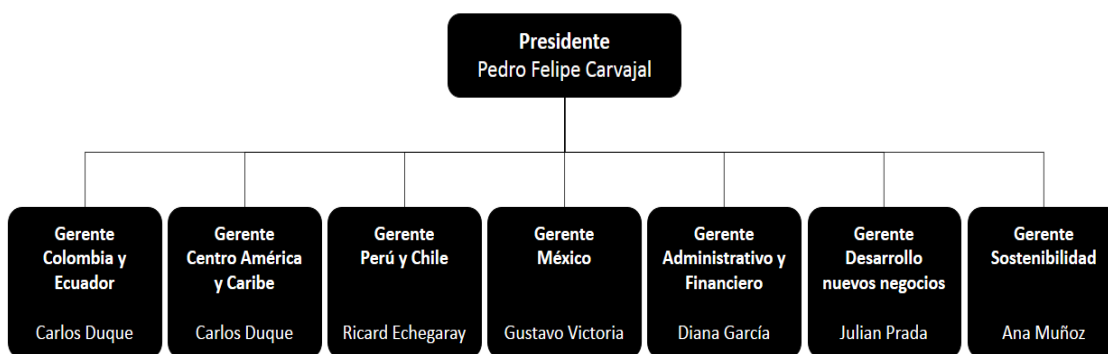 Presidente
Pedro Felipe Carvajal
Gerente
Colombia y
Ecuador
Carlos Duque
Gerente
Centro América
y Caribe
Carlos Duque
Gerente
Perú y Chile
Ricard Echegaray
Gerente
México
Gustavo Victoria
Gerente
Administrativo y
Financiero
Diana García
Gerente
Desarrollo
nuevos negocios
Julian Prada
Gerente
Sostenibilidad
Ana Muñoz